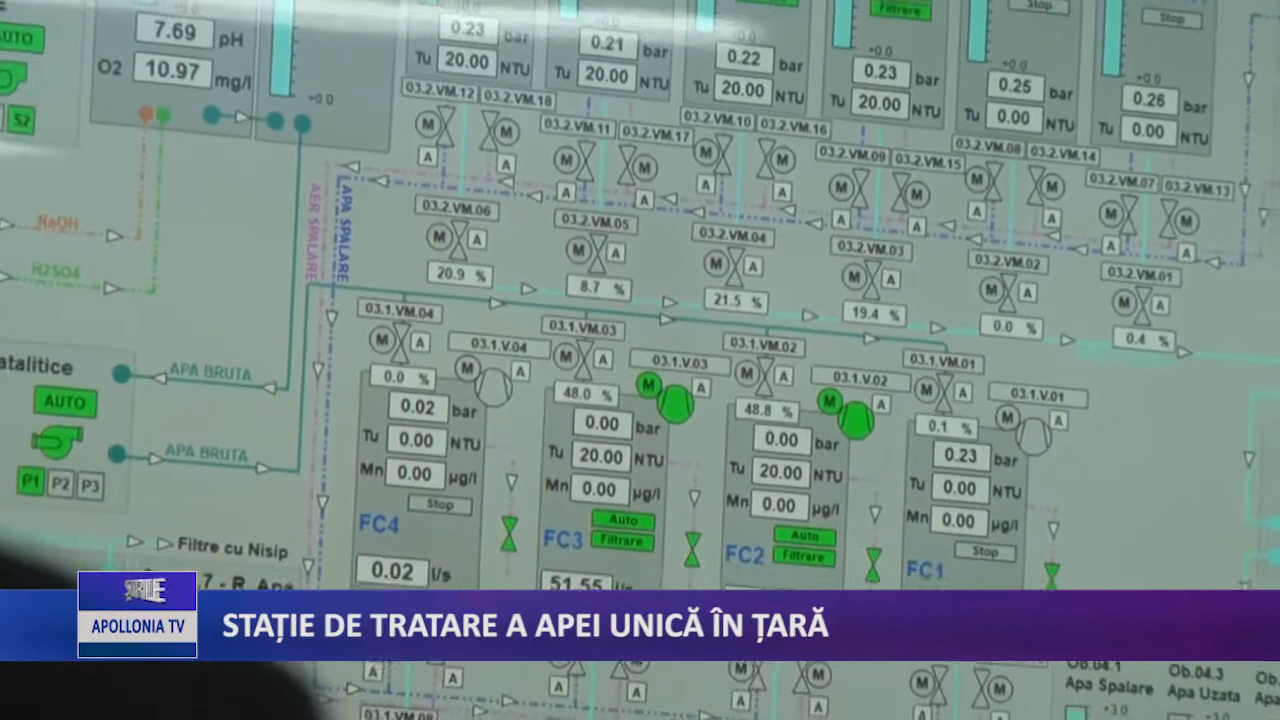 AUTO
7.69 pH
O2 10.97 mg/l
+0.0
0.23 bar
Tu 20.00 NTU
0.21 bar
Tu 20.00 NTU
0.22 bar
Tu 20.00 NTU
Filtrare
+0.0
0.23 bar
Tu 20.00 NTU
Stop
+0.0
0.25 bar
Tu 0.00 NTU
Stop
+0.0
0.26 bar
Tu 0.00 NTU
S2
03.2.VM.12 03.2.VM.18
03.2.VM.11 03.2.VM.17
03.2.VM.10 03.2.VM.16
03.2.VM.09 03.2.VM.15
03.2.VM.08 03.2.VM.14
03.2.VM.07 03.2.VM.13
M M
A A
M M
A A
M M
A A
M M
A A
M M
A A
M M
A A
AER SPALARE
APA SPALARE
NaOH
H2SO4
03.2.VM.06
M A
20.9 %
03.2.VM.05
M A
8.7 %
03.2.VM.04
M A
21.5 %
03.2.VM.03
M A
19.4 %
03.2.VM.02
M A
0.0 %
03.2.VM.01
M A
0.4 %
atalitice
AUTO
P1 P2 P3
APA BRUTA
APA BRUTA
03.1.VM.04
M A
03.1.V.04
M A
0.0 %
0.02 bar
Tu 0.00 NTU
Mn 0.00 µg/l
Stop
FC4
0.02 l/s
03.1.VM.03
M A
03.1.V.03
M A
48.0 %
0.00 bar
Tu 20.00 NTU
Mn 0.00 µg/l
Auto
FC3 Filtrare
51.55
03.1.VM.02
M A
03.1.V.02
M A
48.8 %
0.00 bar
Tu 20.00 NTU
Mn 0.00 µg/l
Auto
FC2 Filtrare
03.1.VM.01
M A
03.1.V.01
M A
0.1 %
0.23 bar
Tu 0.00 NTU
Mn 0.00 µg/l
Stop
FC1
Filtre cu Nisip
APOLLONIA TV
STAȚIE DE TRATARE A APEI UNICĂ ÎN ȚARĂ
A A
A A
M M
A A
M M
A
Ob.04.1
Apa Spalare
Ob.04.3
Apa Uzata
Ob.
Apa
+3.0